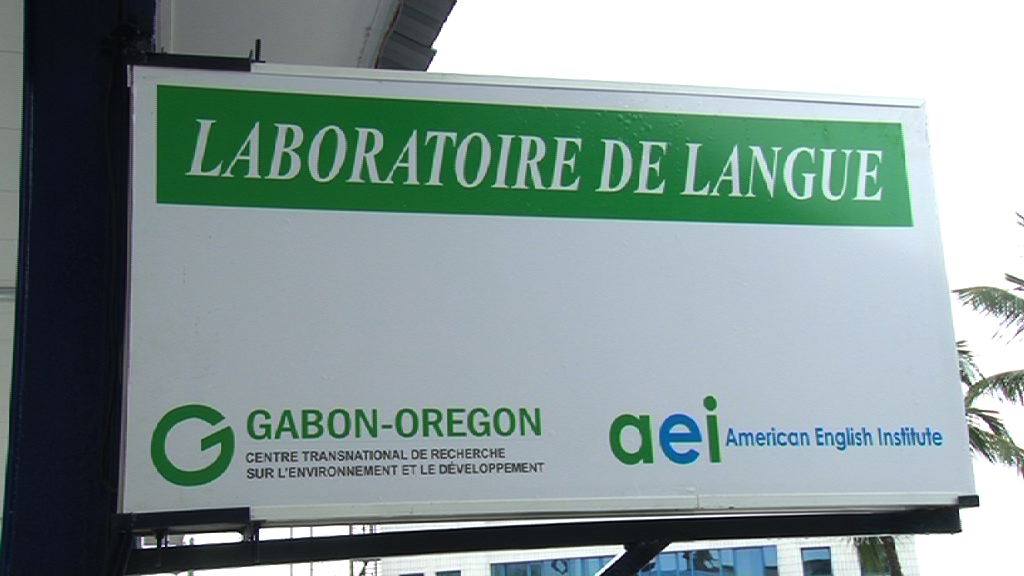 LABORATOIRE DE LANGUE
GABON-OREGON
CENTRE TRANSNATIONAL DE RECHERCHE
SUR L'ENVIRONNEMENT ET LE DÉVELOPPEMENT
aei American English Institute